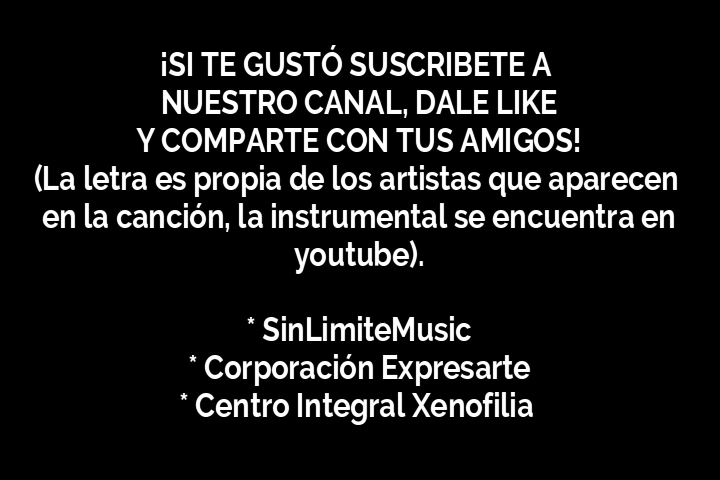 ¡SI TE GUSTÓ SUSCRIBETE A
NUESTRO CANAL, DALE LIKE
Y COMPARTE CON TUS AMIGOS!
(La letra es propia de los artistas que aparecen
en la canción, la instrumental se encuentra en
youtube).
* SinLimiteMusic
* Corporación Expresarte
* Centro Integral Xenofilia